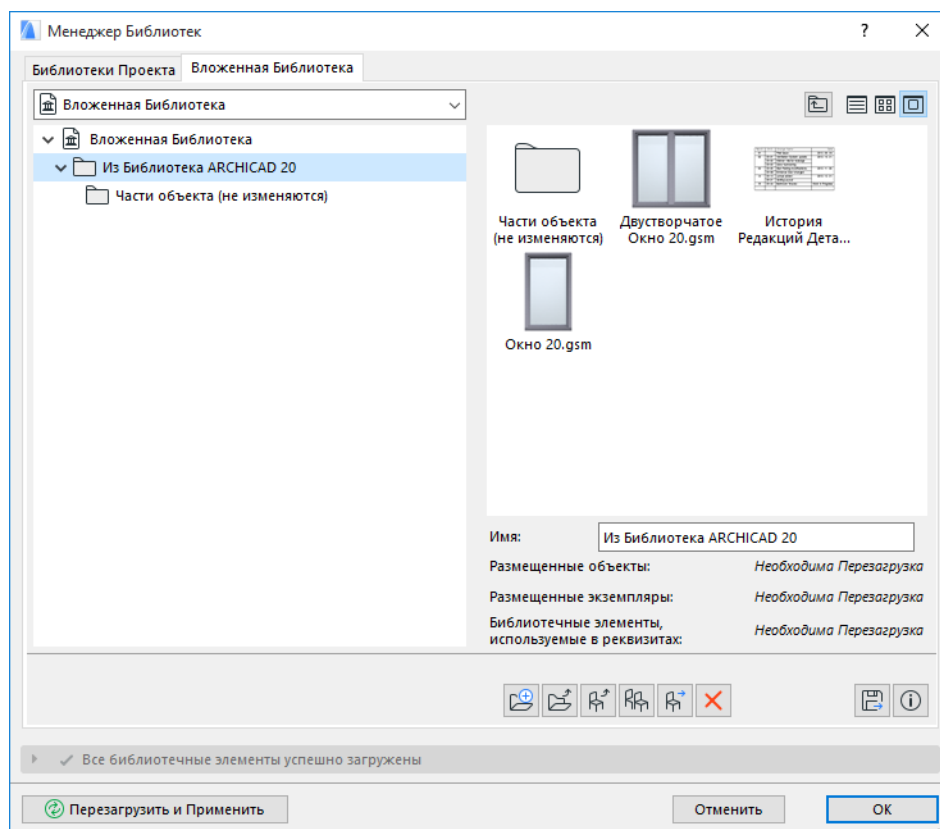 Менеджер Библиотек
?
Библиотеки Проекта Вложенная Библиотека
Вложенная Библиотека
Вложенная Библиотека
Из Библиотека ARCHICAD 20
Части объекта (не изменяются)
Части объекта
(не изменяются)
Двустворчатое
Окно 20.gsm
История
Редакций Дета...
Окно 20.gsm
Имя: Из Библиотека ARCHICAD 20
Размещенные объекты: Необходима Перезагрузка
Размещенные экземпляры: Необходима Перезагрузка
Библиотечные элементы,
используемые в реквизитах: Необходима Перезагрузка
Все библиотечные элементы успешно загружены
Перезагрузить и Применить Отменить OK